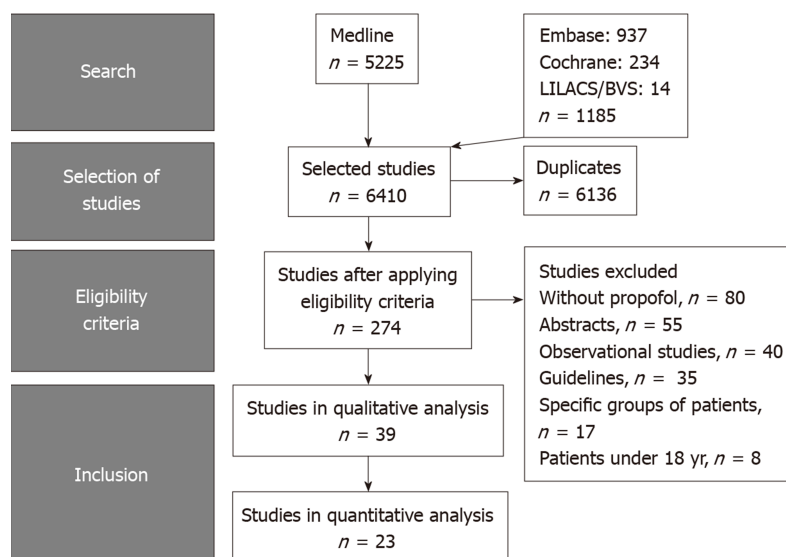 Search
Medline
n = 5225
Embase: 937
Cochrane: 234
LILACS/BVS: 14
n = 1185
Selection of
studies
Selected studies
n = 6410
Duplicates
n = 6136
Eligibility
criteria
Studies after applying
eligibility criteria
n = 274
Studies excluded
Without propofol, n = 80
Abstracts, n = 55
Observational studies, n = 40
Guidelines, n = 35
Specific groups of patients,
n = 17
Patients under 18 yr, n = 8
Inclusion
Studies in qualitative analysis
n = 39
Studies in quantitative analysis
n = 23